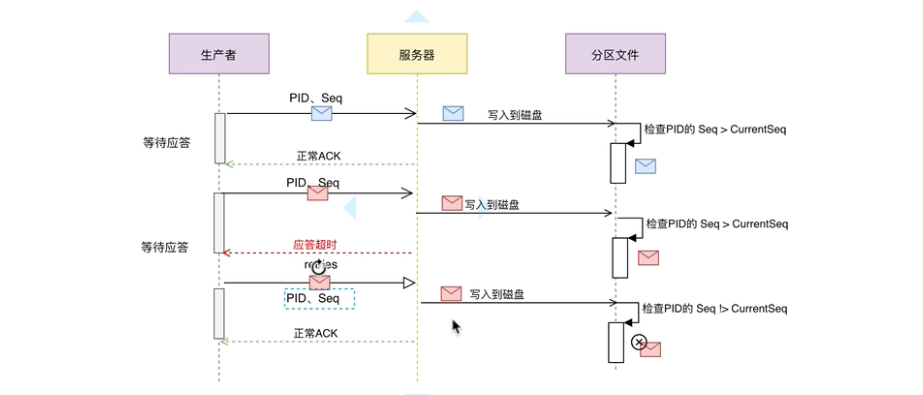 生产者
服务器
分区文件
PID、Seq
写入到磁盘
检查PID的 Seq > CurrentSeq
等待应答
正常ACK
PID、Seq
写入到磁盘
检查PID的 Seq > CurrentSeq
等待应答
应答超时
PID、Seq
写入到磁盘
检查PID的 Seq !> CurrentSeq
正常ACK